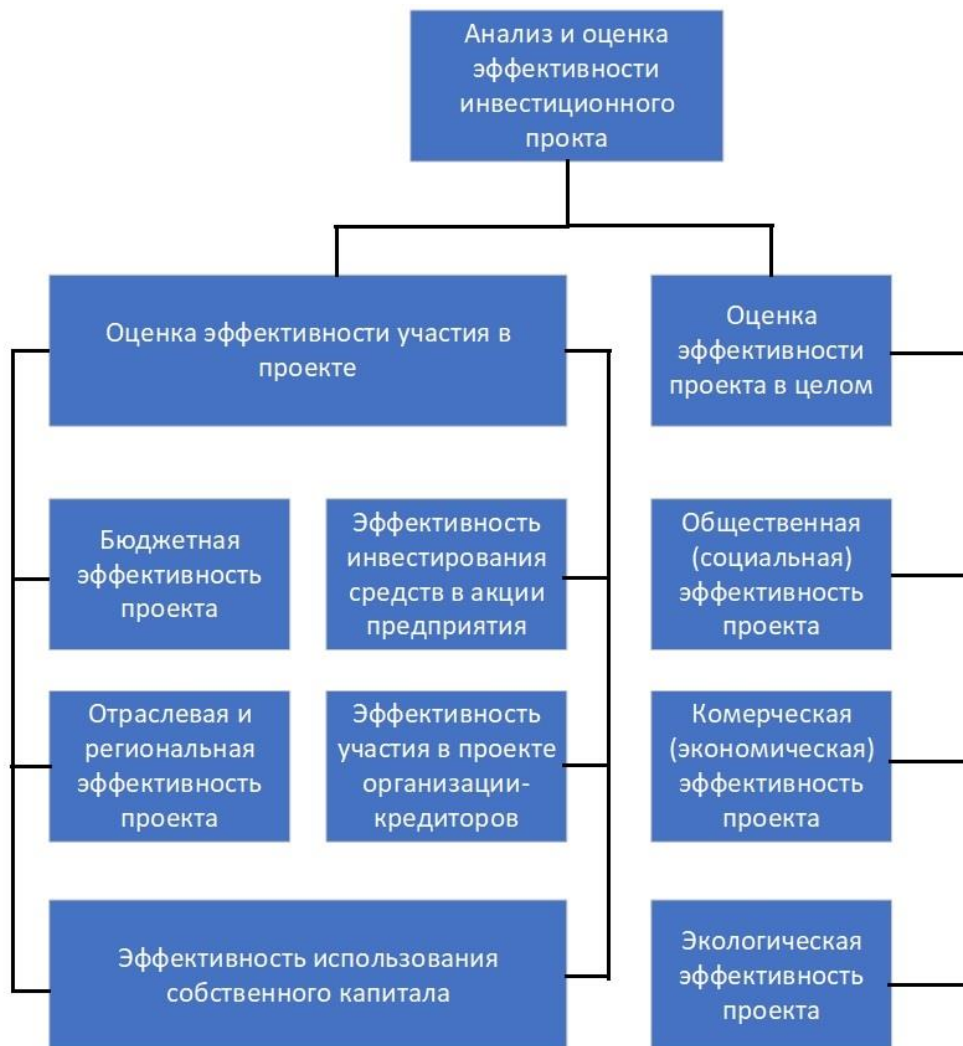 Анализ и оценка
эффективности
инвестиционного
прокта
Оценка эффективности участия в
проекте
Оценка
эффективности
проекта в целом
Бюджетная
эффективность
проекта
Эффективность
инвестирования
средств в акции
предприятия
Общественная
(социальная)
эффективность
проекта
Отраслевая и
региональная
эффективность
проекта
Эффективность
участия в проекте
организации-
кредиторов
Комерческая
(экономическая)
эффективность
проекта
Эффективность использования
собственного капитала
Экологическая
эффективность
проекта